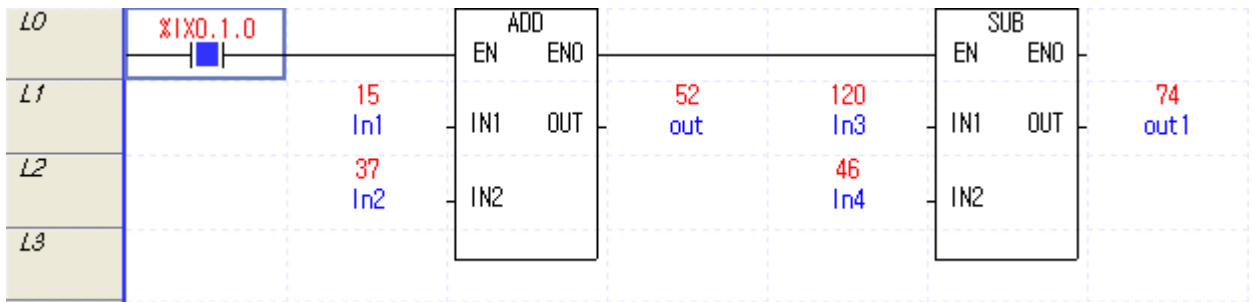 L0 %IX0.1.0 ADD SUB
EN ENO EN ENO
L1 15 52 120 74
In1 IN1 OUT out In3 IN1 OUT out1
L2 37 46
In2 IN2 In4 IN2
L3